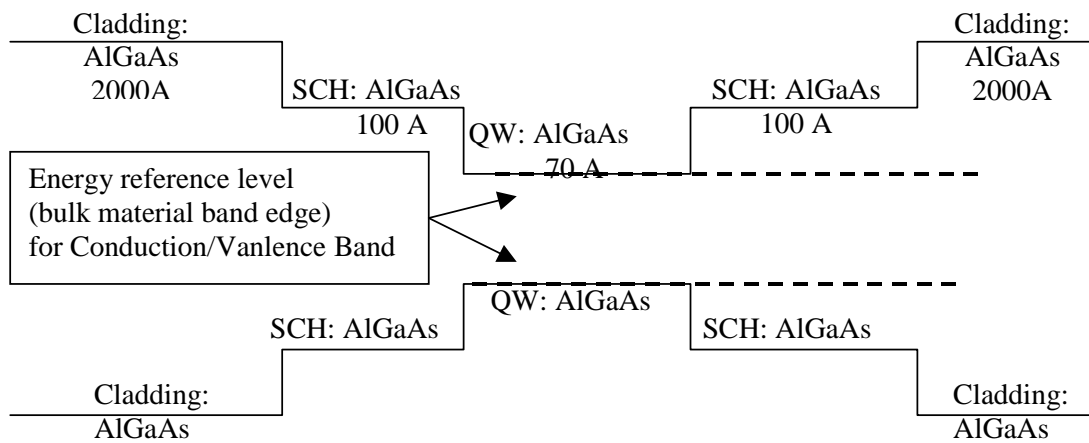 Cladding:
AlGaAs
2000A
SCH: AlGaAs
100 A
QW: AlGaAs
70 A
SCH: AlGaAs
100 A
Cladding:
AlGaAs
2000A
Energy reference level
(bulk material band edge)
for Conduction/Vanlence Band
QW: AlGaAs
SCH: AlGaAs
SCH: AlGaAs
Cladding:
AlGaAs
Cladding:
AlGaAs